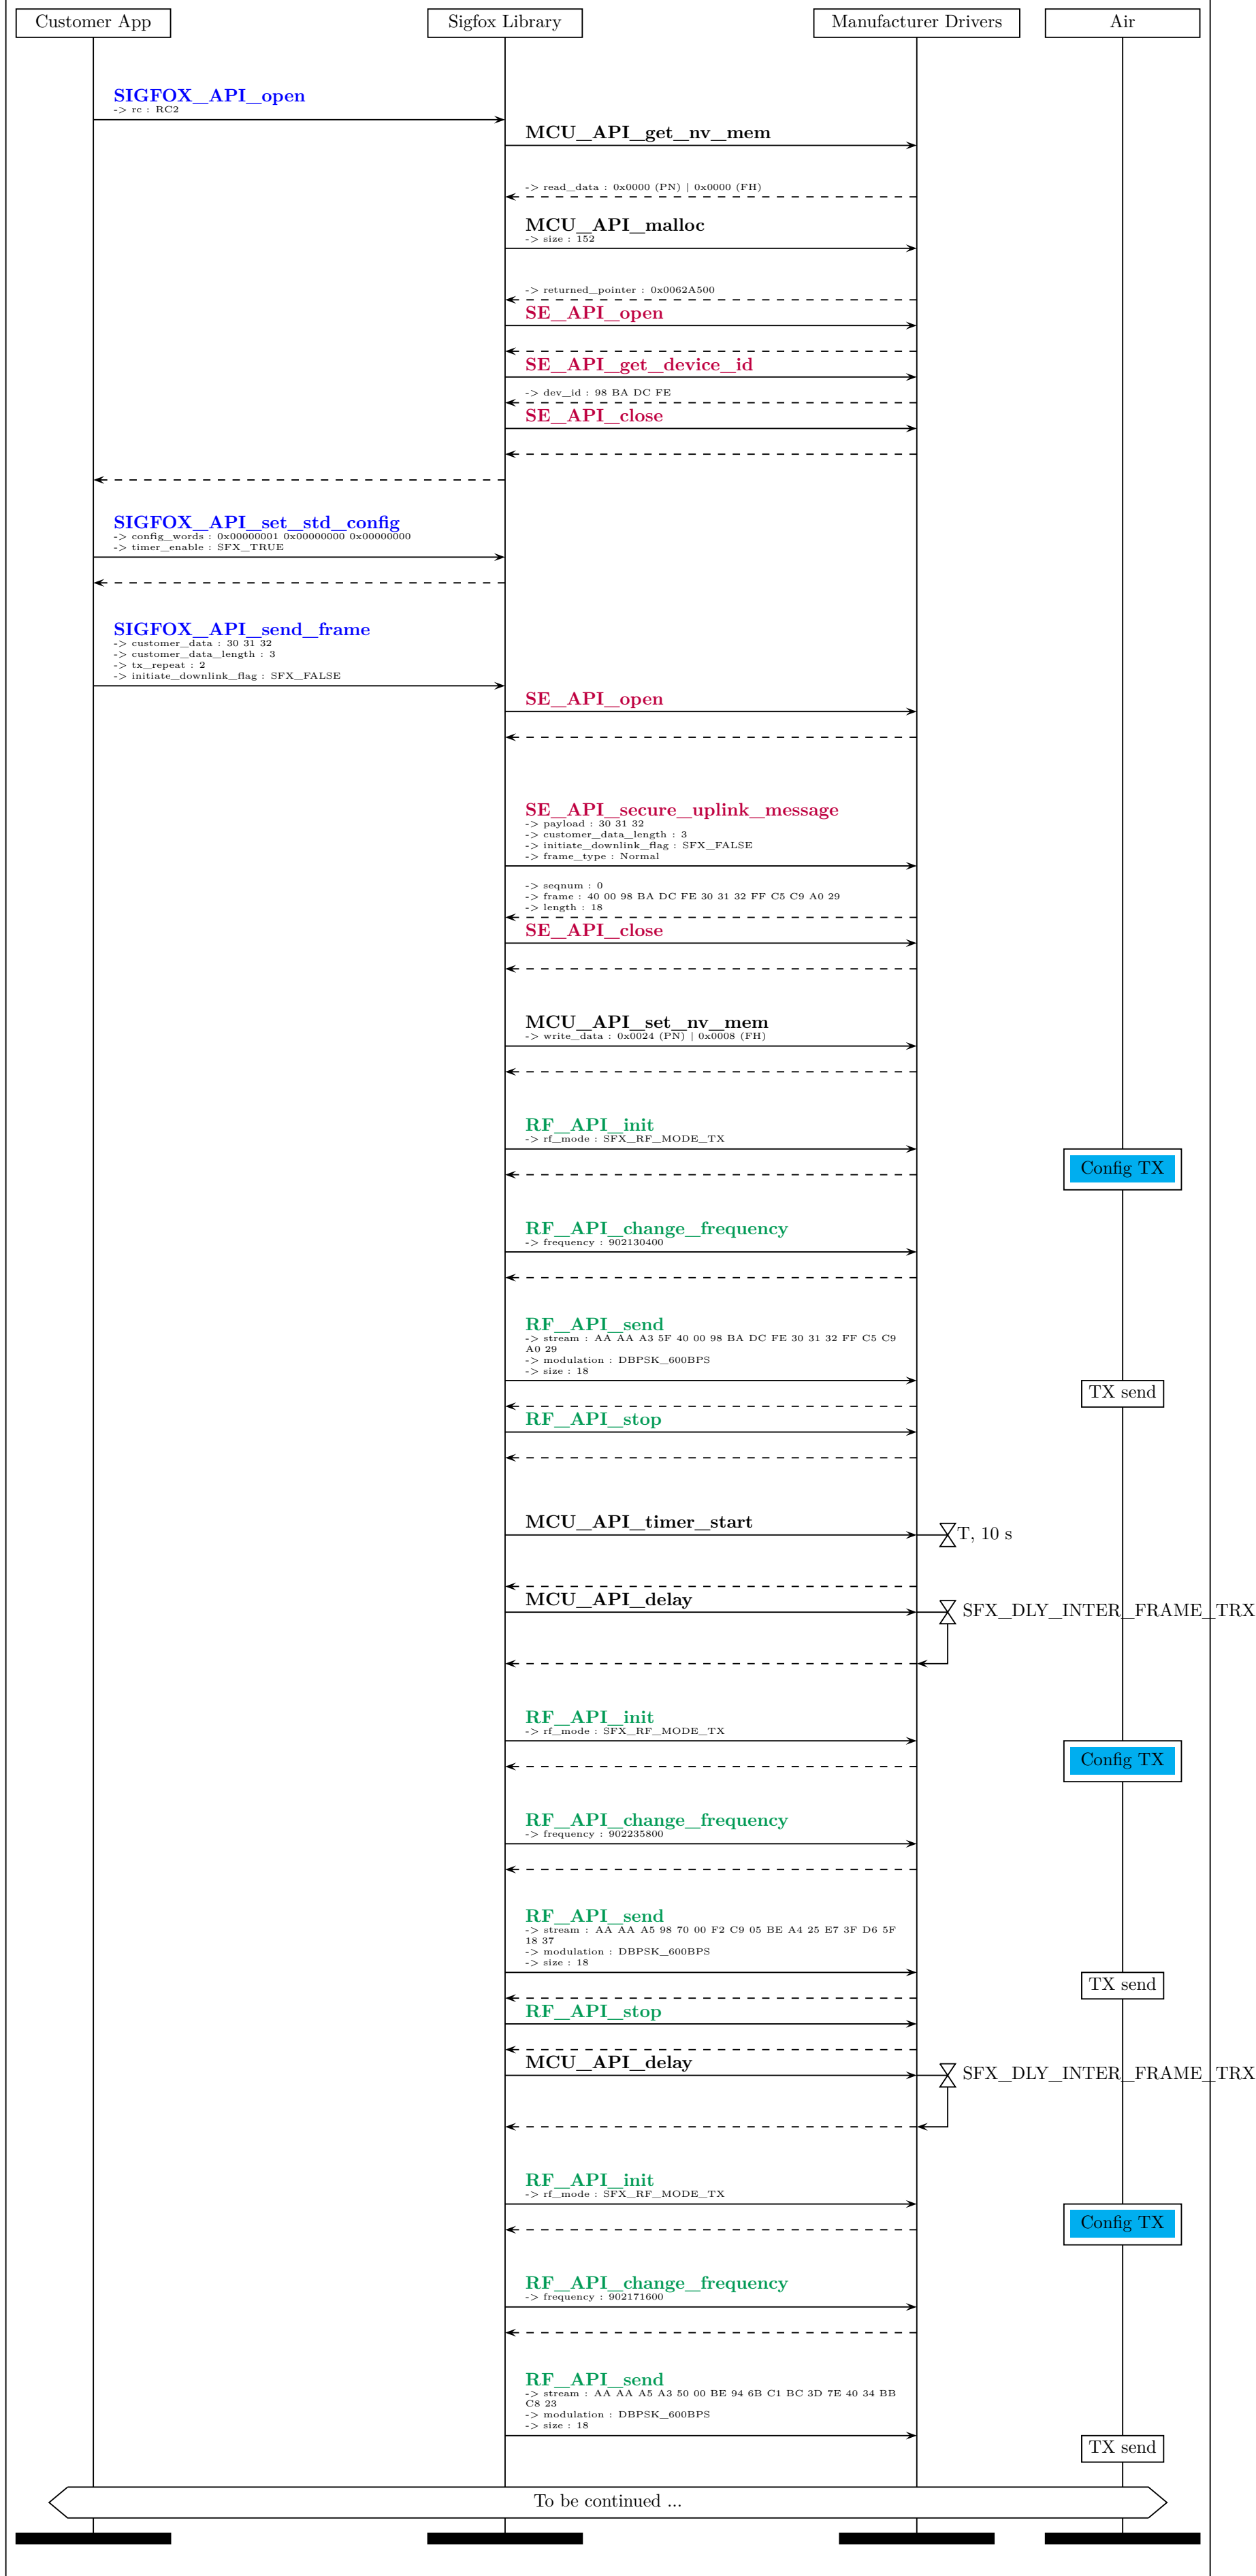 Customer App
Sigfox Library
Manufacturer Drivers
Air
SIGFOX_API_open
-> rc : RC2
MCU_API_get_nv_mem
-> read_data : 0x0000 (PN) | 0x0000 (FH)
MCU_API_malloc
-> size : 152
-> returned_pointer : 0x0062A500
SE_API_open
SE_API_get_device_id
-> dev_id : 98 BA DC FE
SE_API_close
SIGFOX_API_set_std_config
-> config_words : 0x00000001 0x00000000 0x00000000
-> timer_enable : SFX_TRUE
SIGFOX_API_send_frame
-> customer_data : 30 31 32
-> customer_data_length : 3
-> tx_repeat : 2
-> initiate_downlink_flag : SFX_FALSE
SE_API_open
SE_API_secure_uplink_message
-> payload : 30 31 32
-> customer_data_length : 3
-> initiate_downlink_flag : SFX_FALSE
-> frame_type : Normal
-> seqnum : 0
-> frame : 40 00 98 BA DC FE 30 31 32 FF C5 C9 A0 29
-> length : 18
SE_API_close
MCU_API_set_nv_mem
-> write_data : 0x0024 (PN) | 0x0008 (FH)
RF_API_init
-> rf_mode : SFX_RF_MODE_TX
Config TX
RF_API_change_frequency
-> frequency : 902130400
RF_API_send
-> stream : AA AA A3 5F 40 00 98 BA DC FE 30 31 32 FF C5 C9
A0 29
-> modulation : DBPSK_600BPS
-> size : 18
TX send
RF_API_stop
MCU_API_timer_start
T, 10 s
MCU_API_delay
SFX_DLY_INTER_FRAME_TRX
RF_API_init
-> rf_mode : SFX_RF_MODE_TX
Config TX
RF_API_change_frequency
-> frequency : 902235800
RF_API_send
-> stream : AA AA A5 98 70 00 F2 C9 05 BE A4 25 E7 3F D6 5F
18 37
-> modulation : DBPSK_600BPS
-> size : 18
TX send
RF_API_stop
MCU_API_delay
SFX_DLY_INTER_FRAME_TRX
RF_API_init
-> rf_mode : SFX_RF_MODE_TX
Config TX
RF_API_change_frequency
-> frequency : 902171600
RF_API_send
-> stream : AA AA A5 A3 50 00 BE 94 6B C1 BC 3D 7E 40 34 BB
C8 23
-> modulation : DBPSK_600BPS
-> size : 18
TX send
To be continued ...